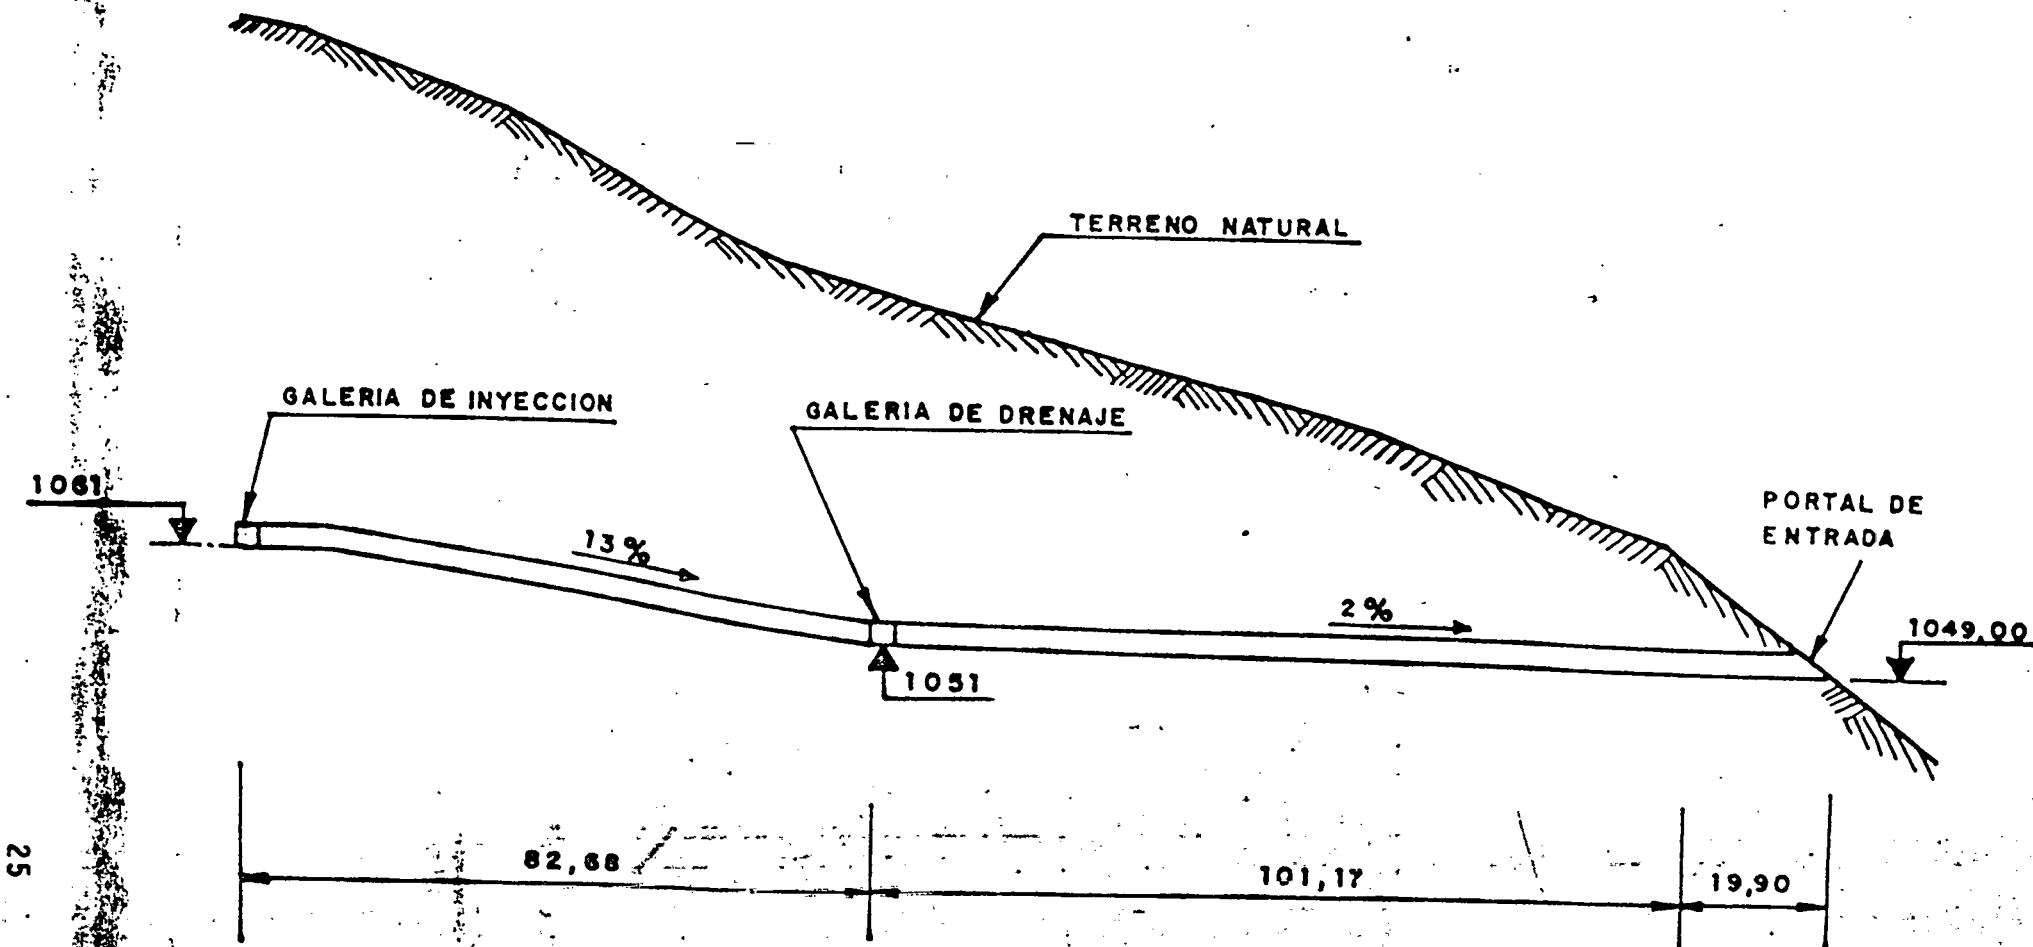 TERRENO NATURAL
GALERIA DE INYECCION
GALERIA DE DRENAJE
1061
PORTAL DE
ENTRADA
13%
2%
1049,00
1051
82,68
101,17
19,90
25